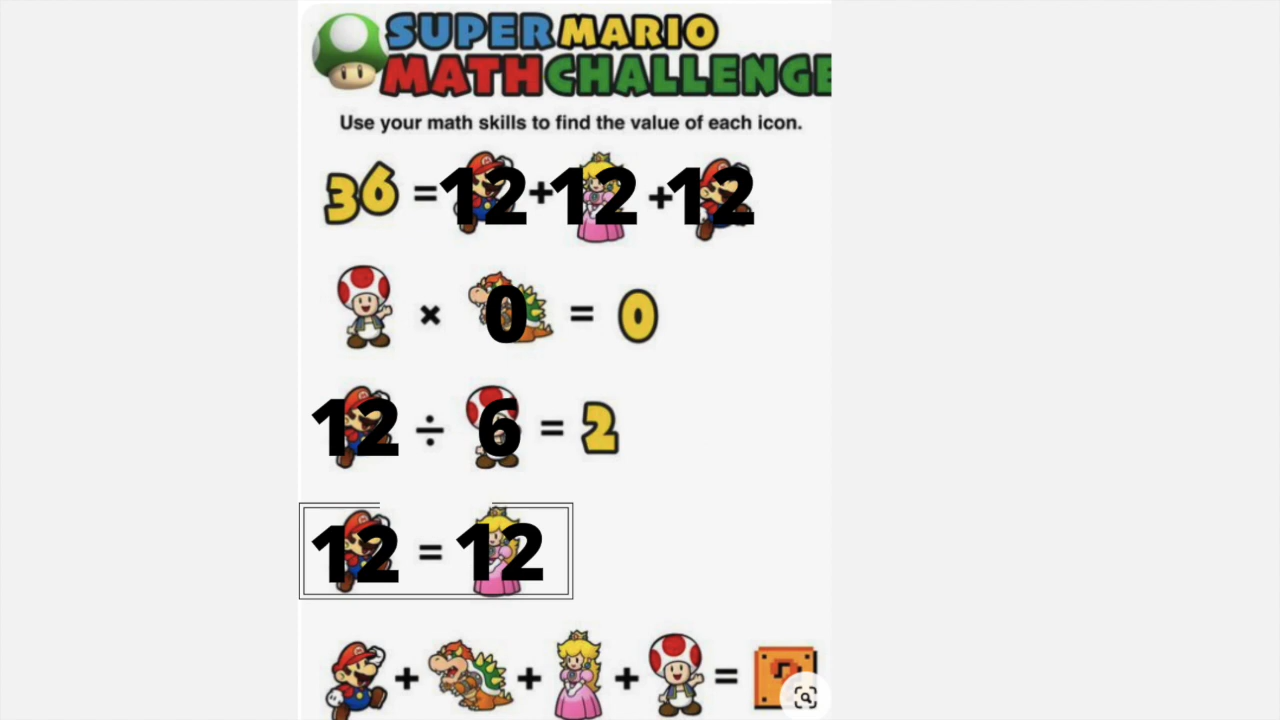 SUPER MARIO
MATH CHALLENGE
Use your math skills to find the value of each icon.
36 = 12 + 12 + 12
× 0 = 0
12 ÷ 6 = 2
12 = 12
+ + + = ?